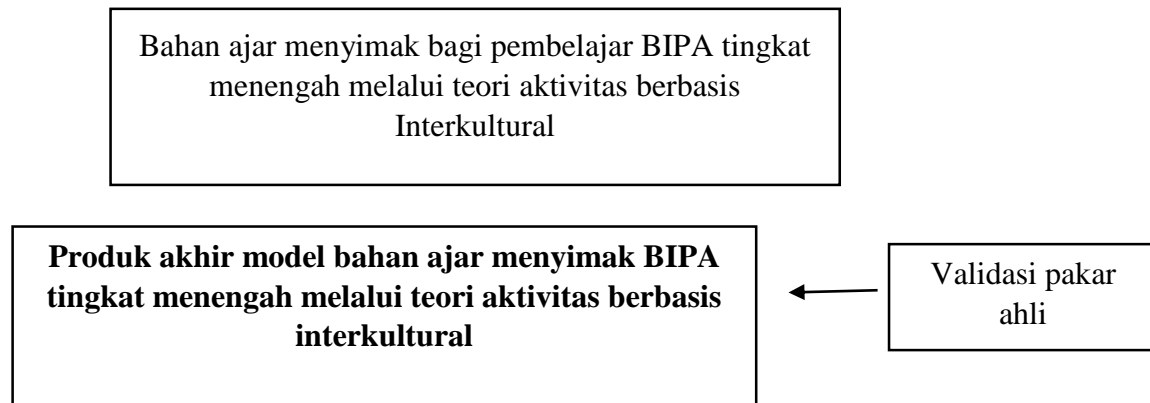 Bahan ajar menyimak bagi pembelajar BIPA tingkat
menengah melalui teori aktivitas berbasis
Interkultural
Produk akhir model bahan ajar menyimak BIPA
tingkat menengah melalui teori aktivitas berbasis
interkultural
Validasi pakar
ahli